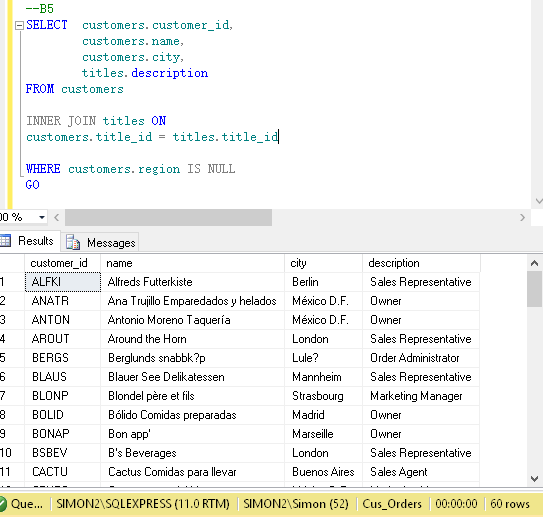 --B5
SELECT customers.customer_id,
customers.name,
customers.city,
titles.description
FROM customers
INNER JOIN titles ON
customers.title_id = titles.title_id
WHERE customers.region IS NULL
GO
00 %
Results Messages
customer_id name city description
1 ALFKI Alfreds Futterkiste Berlin Sales Representative
2 ANATR Ana Trujillo Emparedados y helados México D.F. Owner
3 ANTON Antonio Moreno Taquería México D.F. Owner
4 AROUT Around the Horn London Sales Representative
5 BERGS Berglunds snabbk?p Lule? Order Administrator
6 BLAUS Blauer See Delikatessen Mannheim Sales Representative
7 BLONP Blondel père et fils Strasbourg Marketing Manager
8 BOLID Bólido Comidas preparadas Madrid Owner
9 BONAP Bon app' Marseille Owner
10 BSBEV B's Beverages London Sales Representative
11 CACTU Cactus Comidas para llevar Buenos Aires Sales Agent
Que... SIMON2\SQLEXPRESS (11.0 RTM) SIMON2\Simon (52) Cus_Orders 00:00:00 60 rows